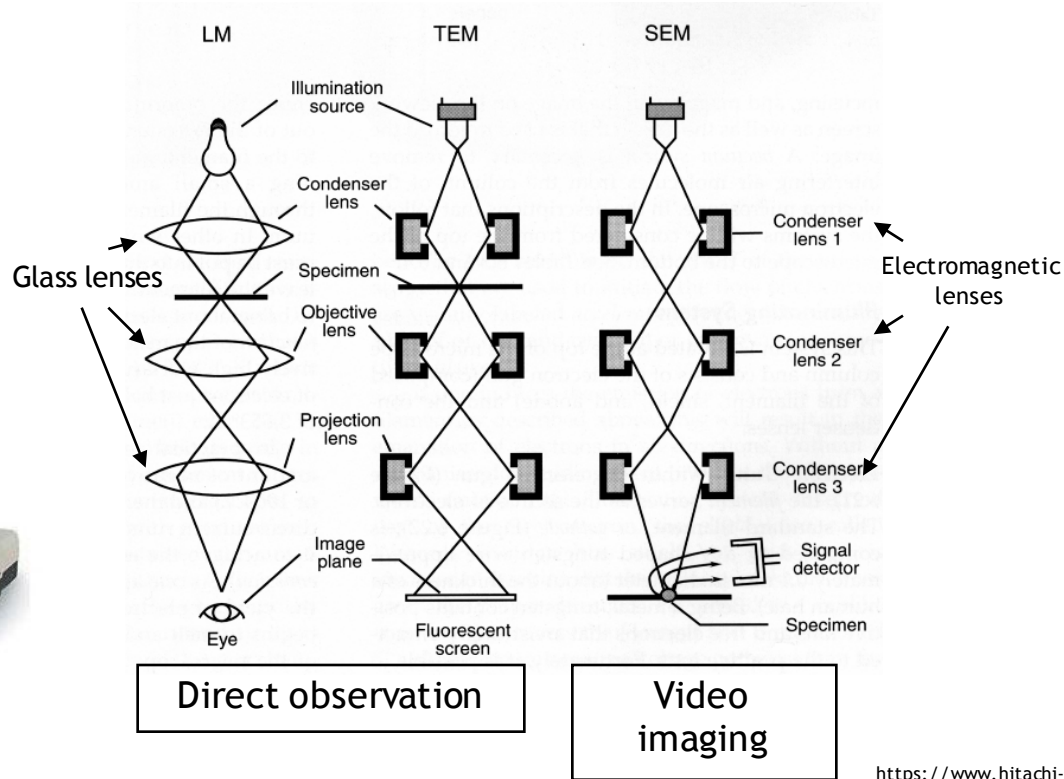 LM
TEM
SEM
Illumination
source
Condenser
lens
Specimen
Objective
lens
Projection
lens
Image
plane
Eye
Fluorescent
screen
Glass lenses
Condenser
lens 1
Condenser
lens 2
Condenser
lens 3
Signal
detector
Specimen
Electromagnetic
lenses
Direct observation
Video
imaging
https://www.hitachi-